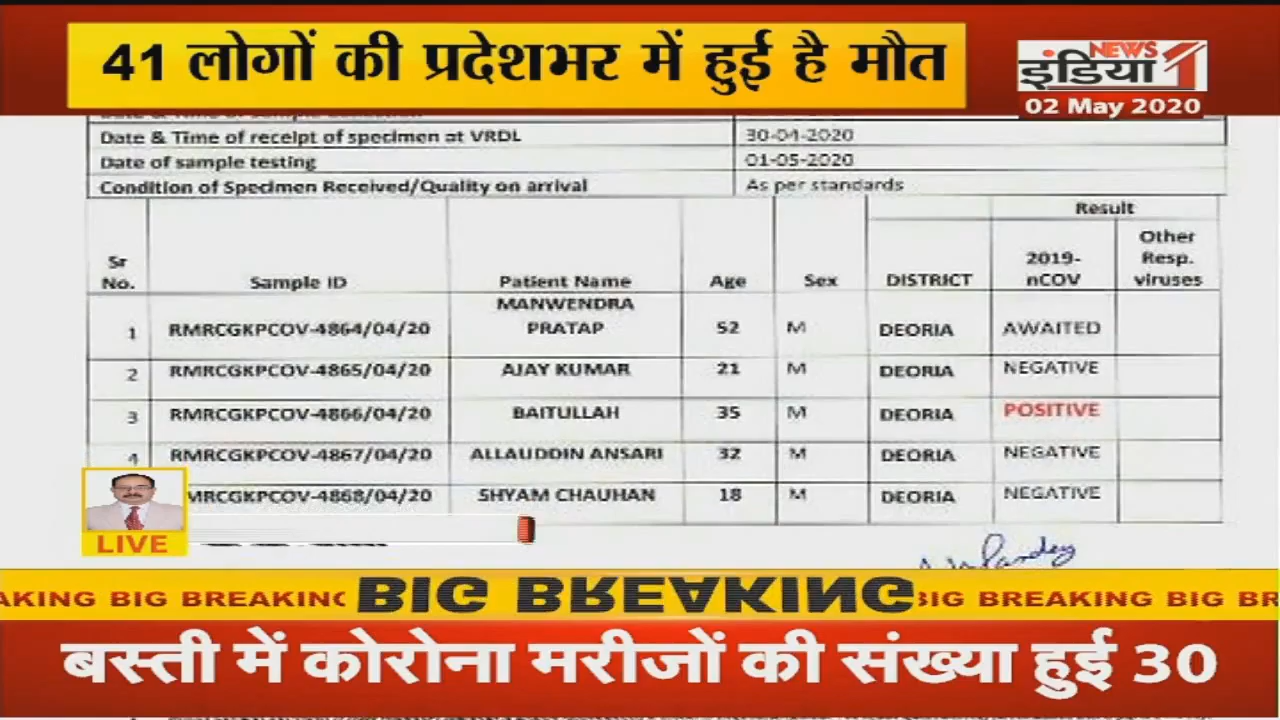 41 लोगों की प्रदेशभर में हुई है मौत
NEWS
इंडिया 1
02 May 2020
Date & Time of receipt of specimen at VRDL 30-04-2020
Date of sample testing 01-05-2020
Condition of Specimen Received/Quality on arrival As per standards
Result
Sr No. Sample ID Patient Name Age Sex DISTRICT 2019-nCOV Other Resp. viruses
1 RMRCGKPCOV-4864/04/20 MANWENDRA PRATAP 52 M DEORIA AWAITED
2 RMRCGKPCOV-4865/04/20 AJAY KUMAR 21 M DEORIA NEGATIVE
3 RMRCGKPCOV-4866/04/20 BAITULLAH 35 M DEORIA POSITIVE
4 RMRCGKPCOV-4867/04/20 ALLAUDDIN ANSARI 32 M DEORIA NEGATIVE
MRCGKPCOV-4868/04/20 SHYAM CHAUHAN 18 M DEORIA NEGATIVE
LIVE
AKING BIG BREAKING BIG BREAKING BIG BREAKING BIG BR
बस्ती में कोरोना मरीजों की संख्या हुई 30